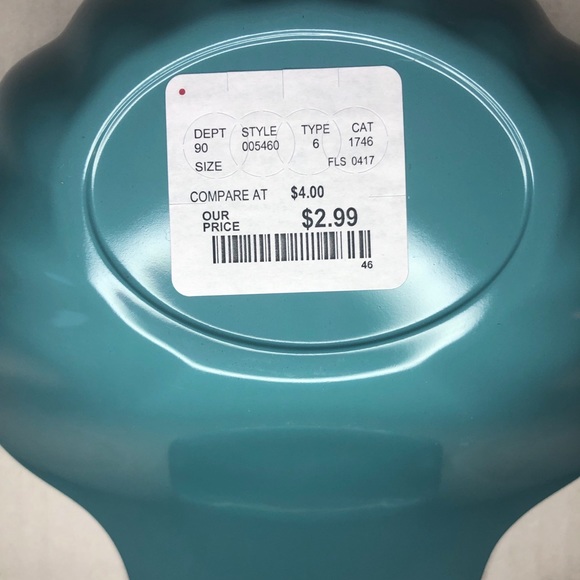 DEPT STYLE TYPE CAT
90 005460 6 1746
SIZE FLS 0417
COMPARE AT $4.00
OUR
PRICE $2.99
46